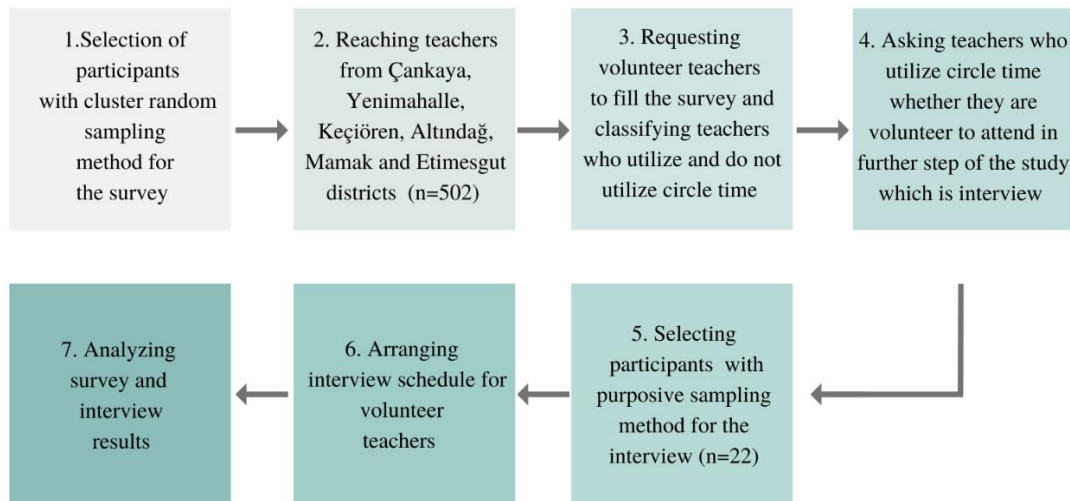 1.Selection of
participants
with cluster random
sampling
method for
the survey
2. Reaching teachers
from Çankaya,
Yenimahalle,
Keçiören, Altındağ,
Mamak and Etimesgut
districts (n=502)
3. Requesting
volunteer teachers
to fill the survey and
classifying teachers
who utilize and do not
utilize circle time
4. Asking teachers who
utilize circle time
whether they are
volunteer to attend in
further step of the study
which is interview
5. Selecting
participants with
purposive sampling
method for the
interview (n=22)
6. Arranging
interview schedule for
volunteer
teachers
7. Analyzing
survey and
interview
results